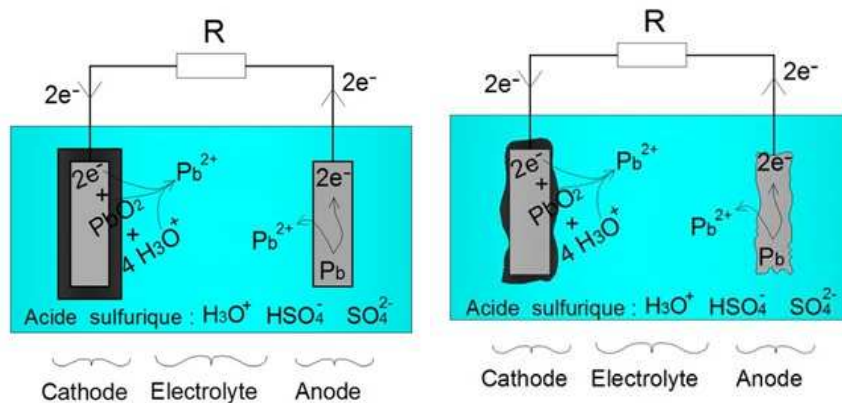 R
2e-
2e-
2e-
+
PbO2
+
4 H3O+
Pb2+
Pb2+
2e-
Pb
Acide sulfurique : H3O+ HSO4- SO42-
Cathode Electrolyte Anode
R
2e-
2e-
2e-
+
PbO2
+
4 H3O+
Pb2+
Pb2+
2e-
Pb
Acide sulfurique : H3O+ HSO4- SO42-
Cathode Electrolyte Anode